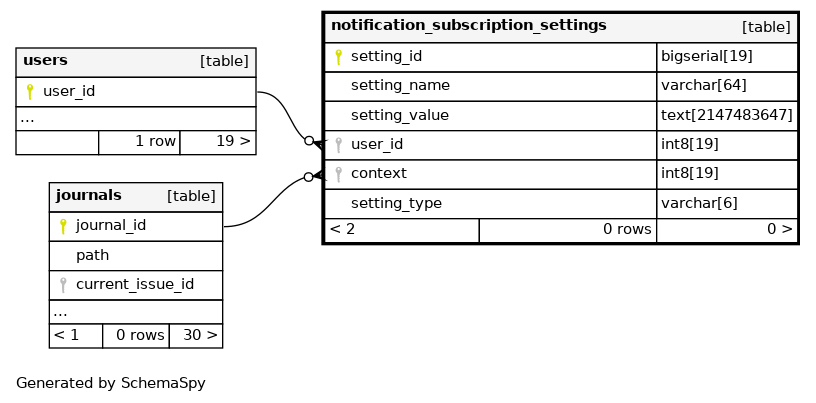 users [table]
user_id
...
1 row 19 >
journals [table]
journal_id
path
current_issue_id
...
< 1 0 rows 30 >
notification_subscription_settings [table]
setting_id bigserial[19]
setting_name varchar[64]
setting_value text[2147483647]
user_id int8[19]
context int8[19]
setting_type varchar[6]
< 2 0 rows 0 >
Generated by SchemaSpy